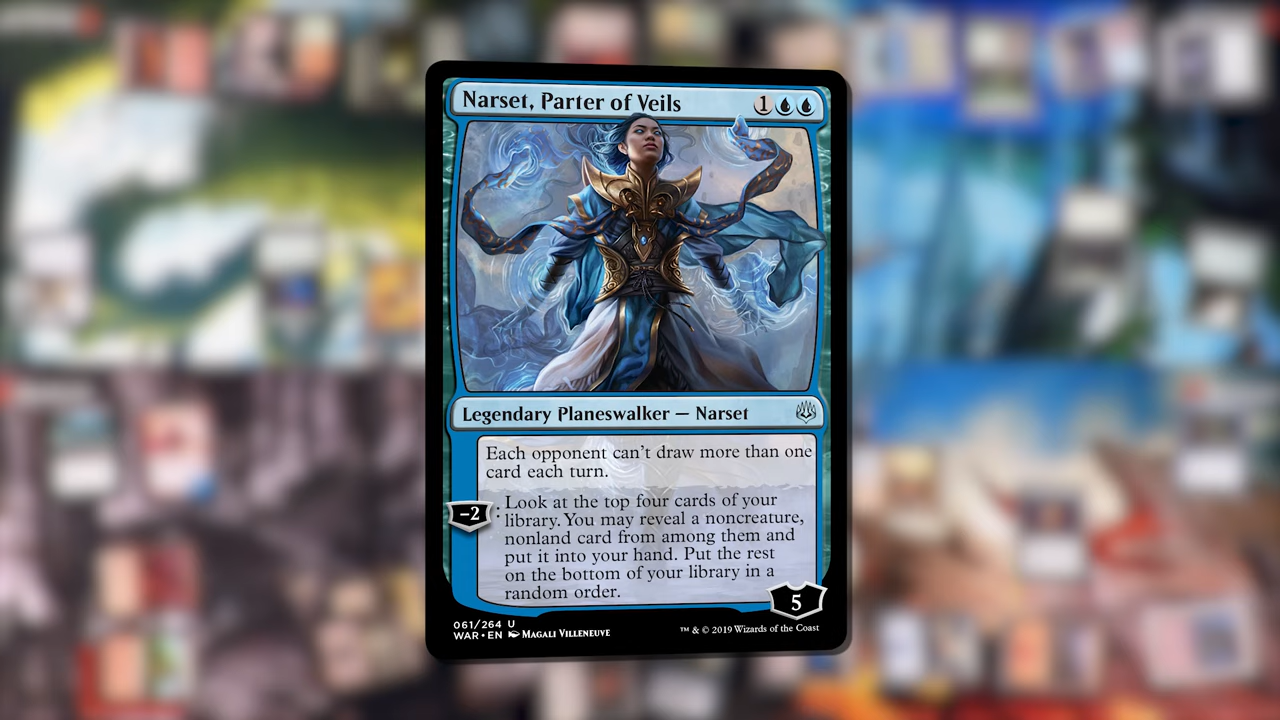 Narset, Parter of Veils 1
Legendary Planeswalker — Narset
Each opponent can't draw more than one
card each turn.
−2: Look at the top four cards of your
library. You may reveal a noncreature,
nonland card from among them and
put it into your hand. Put the rest
on the bottom of your library in a
random order.
5
061/264 U
WAR • EN Magali Villeneuve
™ & © 2019 Wizards of the Coast